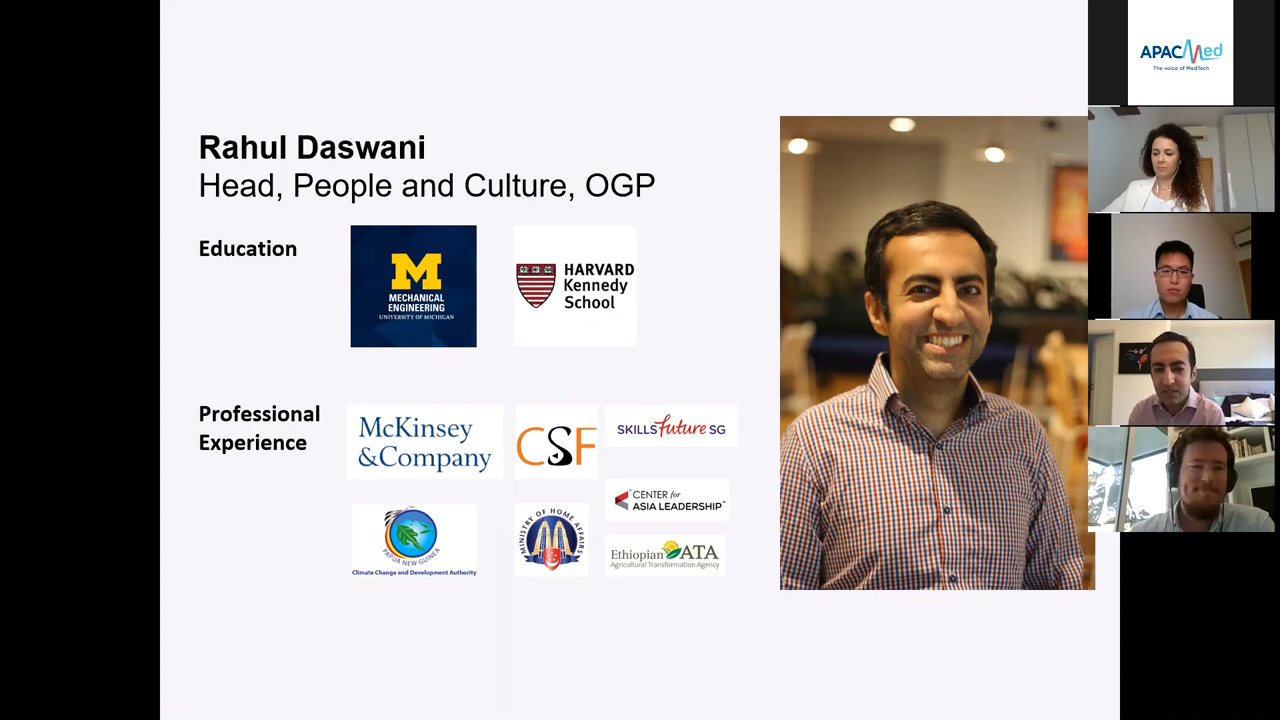 Rahul Daswani
Head, People and Culture, OGP
Education
M
MECHANICAL
ENGINEERING
UNIVERSITY OF MICHIGAN
HARVARD
Kennedy
School
Professional
Experience
McKinsey
&Company
CSF
SKILLSfuture SG
CENTER for
ASIA LEADERSHIP
PAPUA NEW GUINEA
Climate Change and Development Authority
MINISTRY OF HOME AFFAIRS
Ethiopian ATA
Agricultural Transformation Agency
APACMed
The voice of MedTech